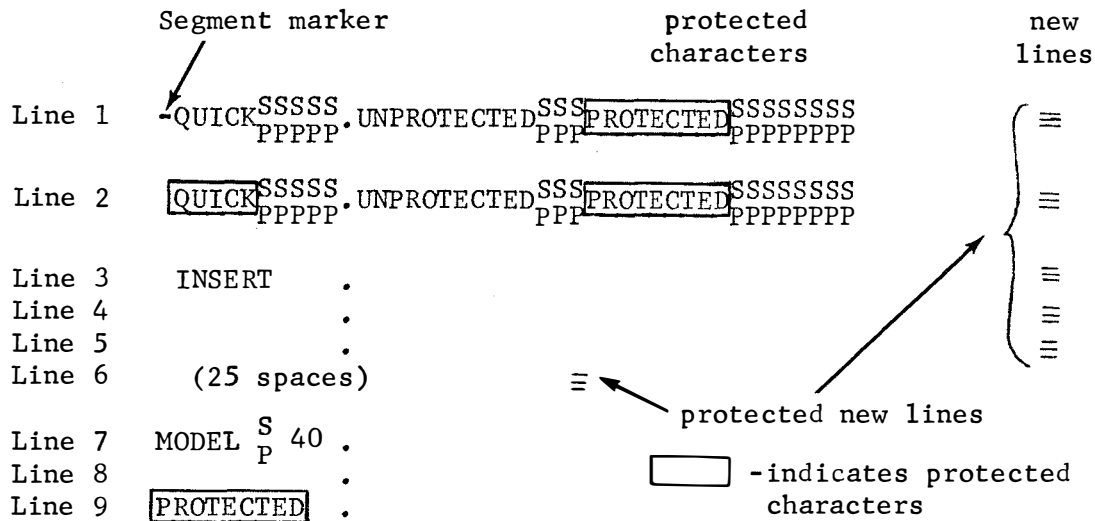 Segment marker protected new
characters lines
Line 1 -QUICK SSSSS .UNPROTECTED SSS PROTECTED SSSSSSSS ≡
PPPPP PPP PPPPPPPP
Line 2 QUICK SSSSS .UNPROTECTED SSS PROTECTED SSSSSSSS ≡
PPPPP PPP PPPPPPPP
Line 3 INSERT . ≡
Line 4 . ≡
Line 5 . ≡
Line 6 (25 spaces) ≡
protected new lines
Line 7 MODEL S 40 .
P
Line 8 . -indicates protected
Line 9 PROTECTED . characters